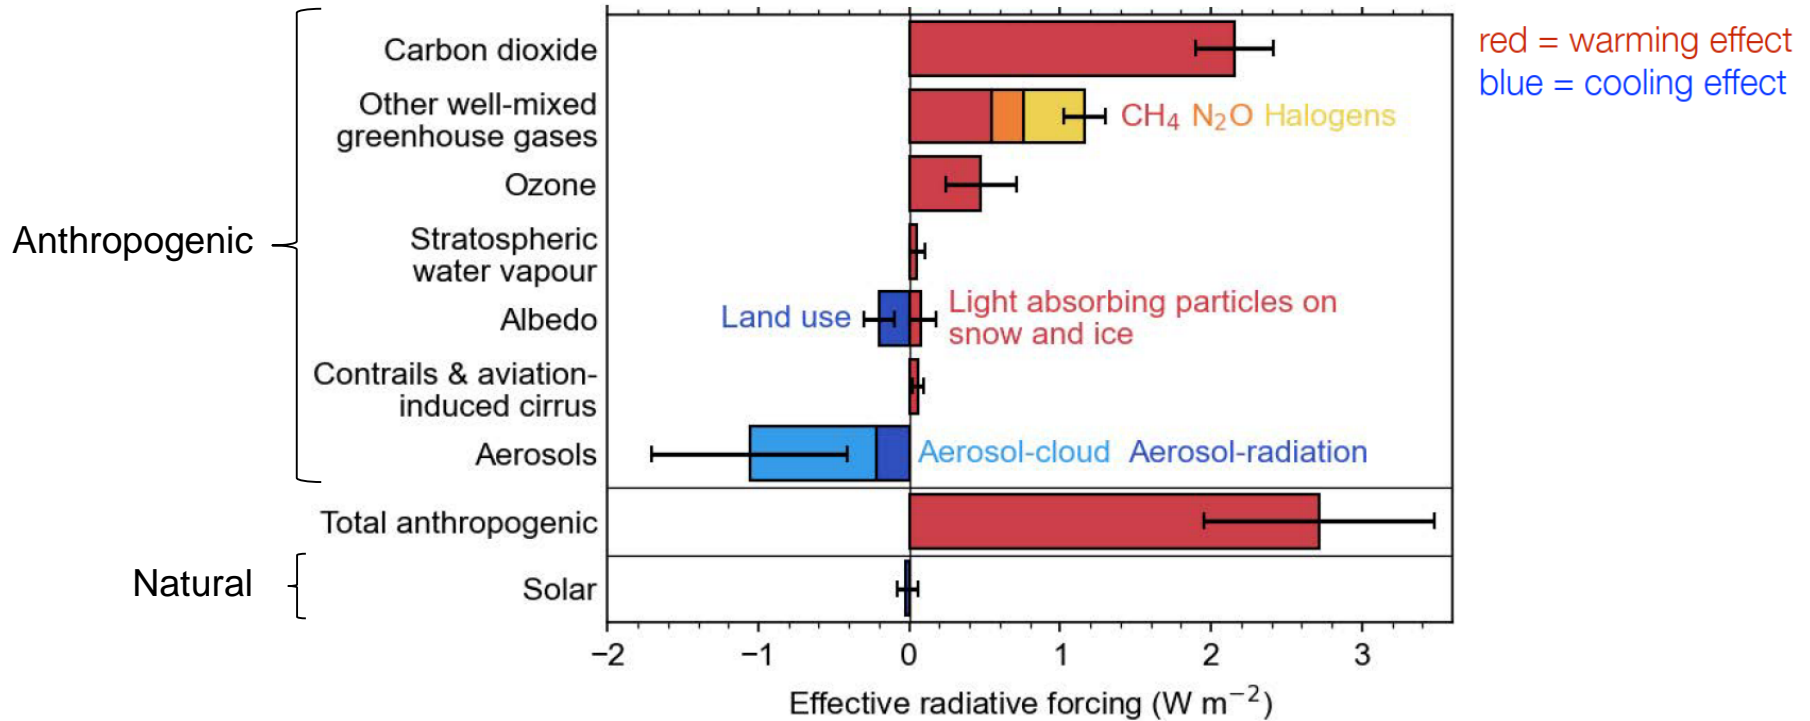 Carbon dioxide
red = warming effect
blue = cooling effect
Other well-mixed
greenhouse gases
CH₄ N₂O Halogens
Ozone
Anthropogenic
Stratospheric
water vapour
Albedo
Land use
Light absorbing particles on
snow and ice
Contrails & aviation-
induced cirrus
Aerosols
Aerosol-cloud Aerosol-radiation
Total anthropogenic
Natural
Solar
−2 −1 0 1 2 3
Effective radiative forcing (W m⁻²)